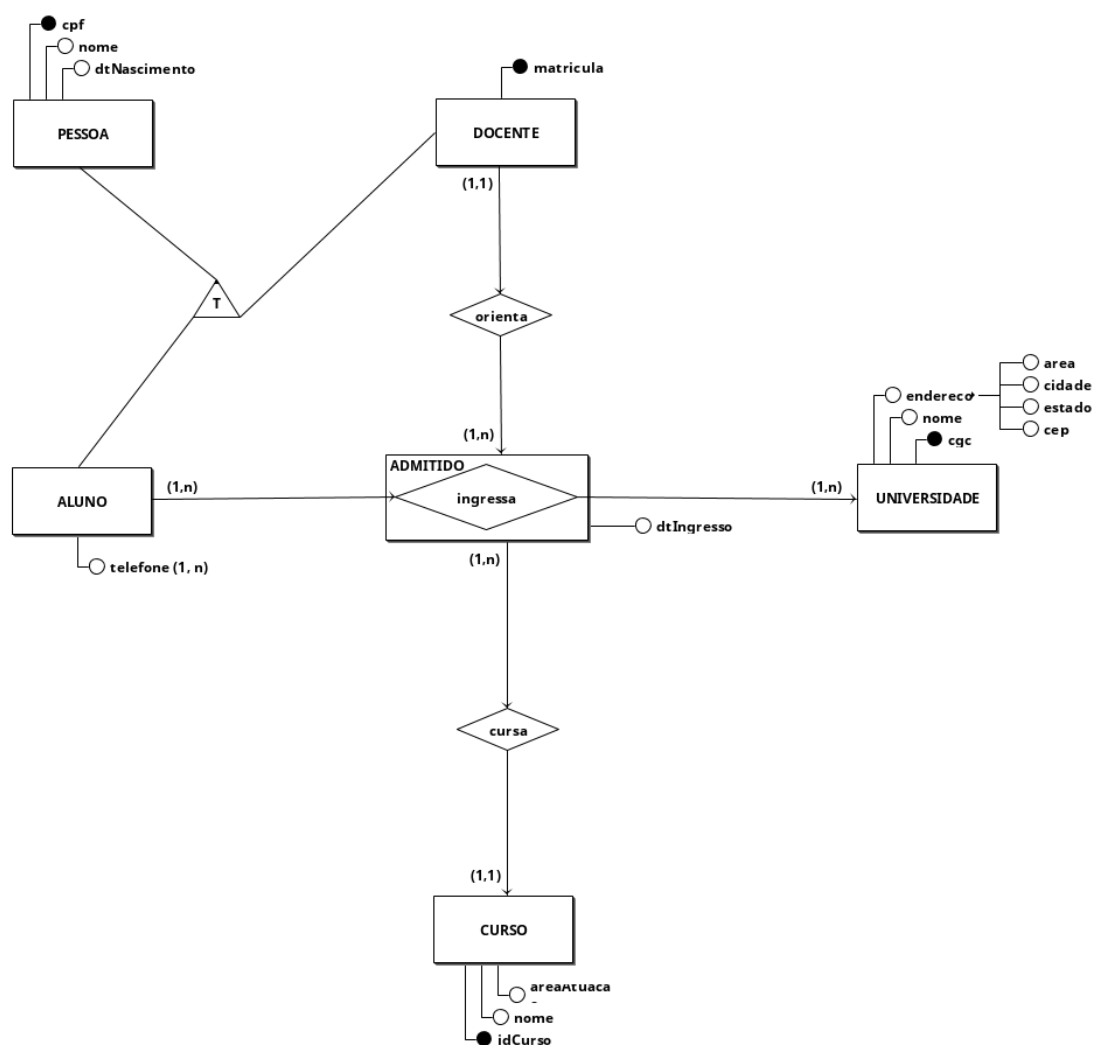 cpf
nome
dtNascimento
PESSOA
matricula
DOCENTE
(1,1)
T
orienta
(1,n)
area
cidade
estado
cep
endereco
nome
cgc
UNIVERSIDADE
ADMITIDO
ingressa
(1,n)
(1,n)
ALUNO
telefone (1, n)
dtIngresso
(1,n)
cursa
(1,1)
CURSO
areaAtuaca
nome
idCurso